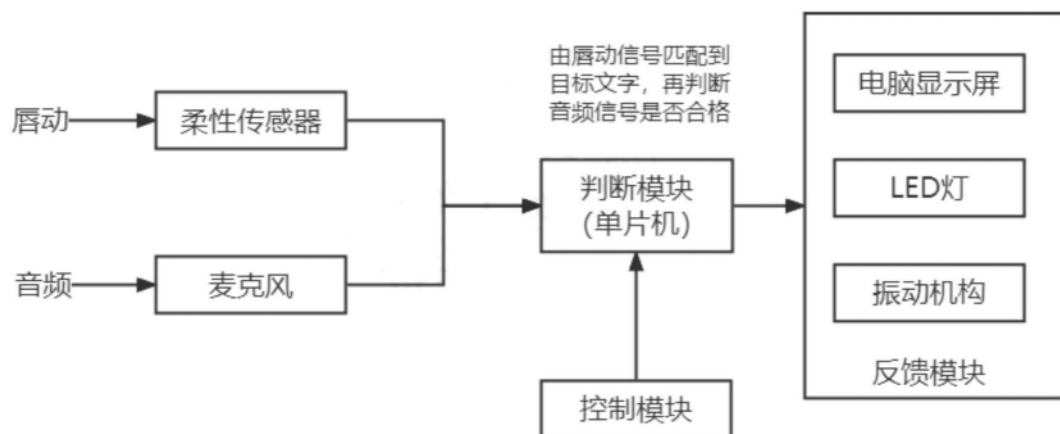 由唇动信号匹配到
目标文字，再判断
音频信号是否合格
唇动
柔性传感器
音频
麦克风
判断模块
（单片机）
控制模块
电脑显示屏
LED灯
振动机构
反馈模块